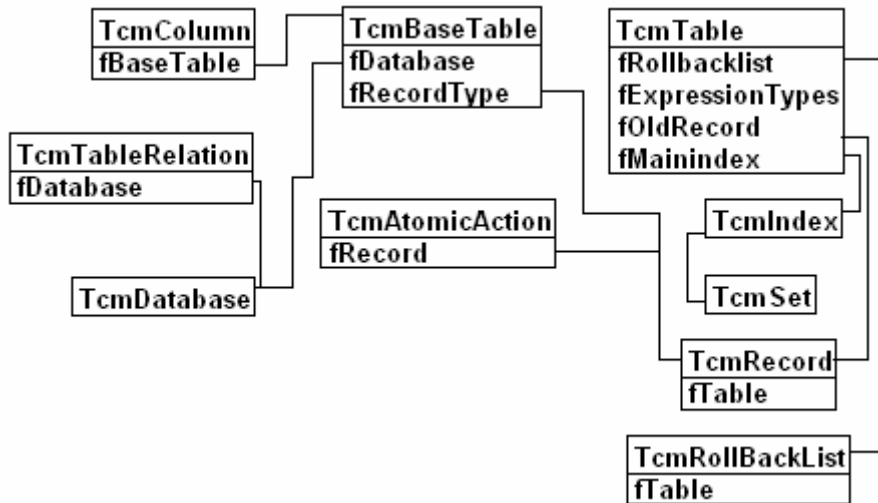 TcmColumn
fBaseTable
TcmBaseTable
fDatabase
fRecordType
TcmTable
fRollbacklist
fExpressionTypes
fOldRecord
fMainindex
TcmTableRelation
fDatabase
TcmAtomicAction
fRecord
TcmIndex
TcmDatabase
TcmSet
TcmRecord
fTable
TcmRollBackList
fTable